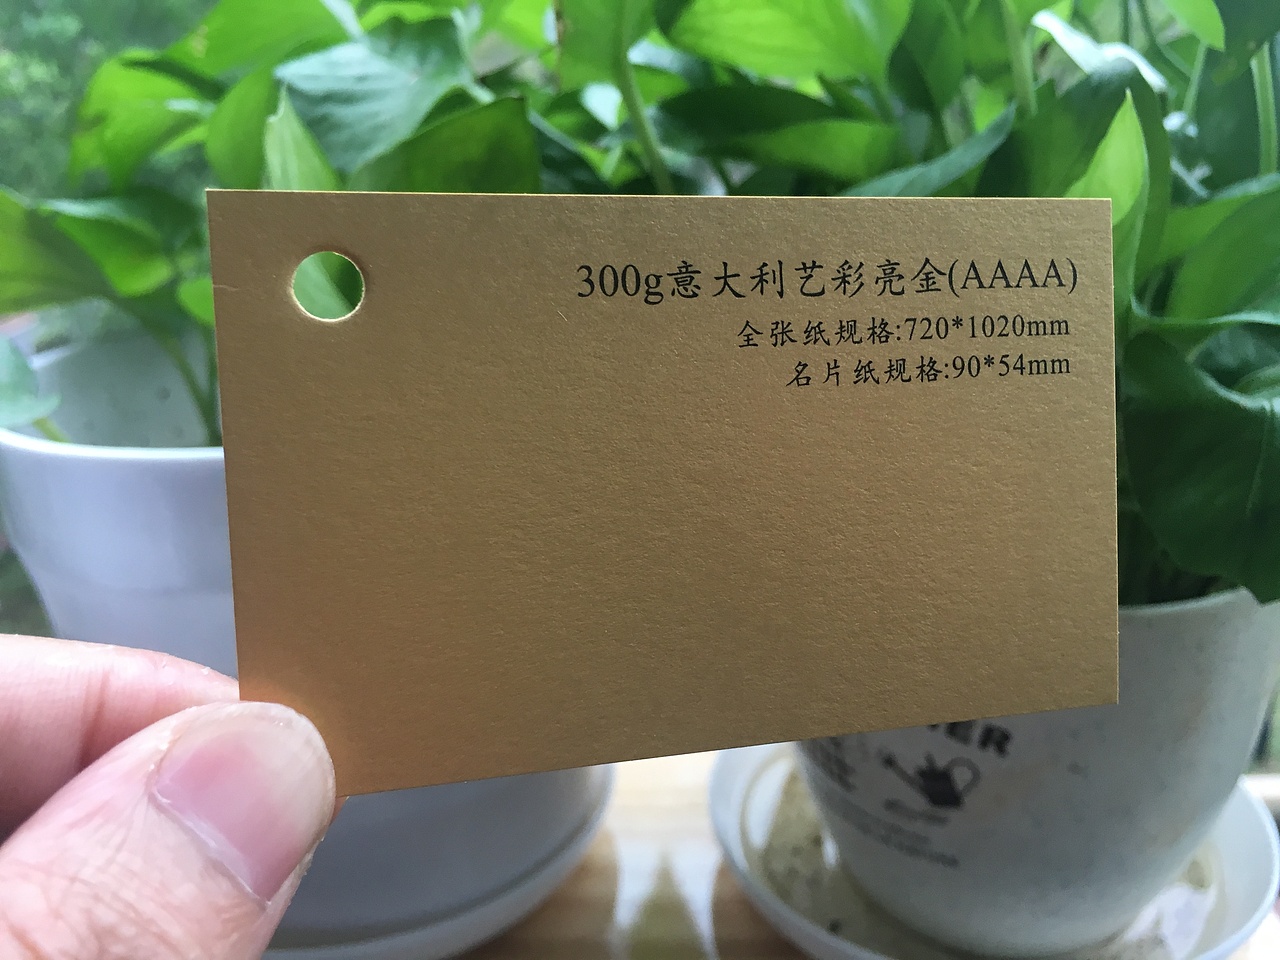 300g意大利艺彩亮金(AAAA)
全张纸规格:720*1020mm
名片纸规格:90*54mm